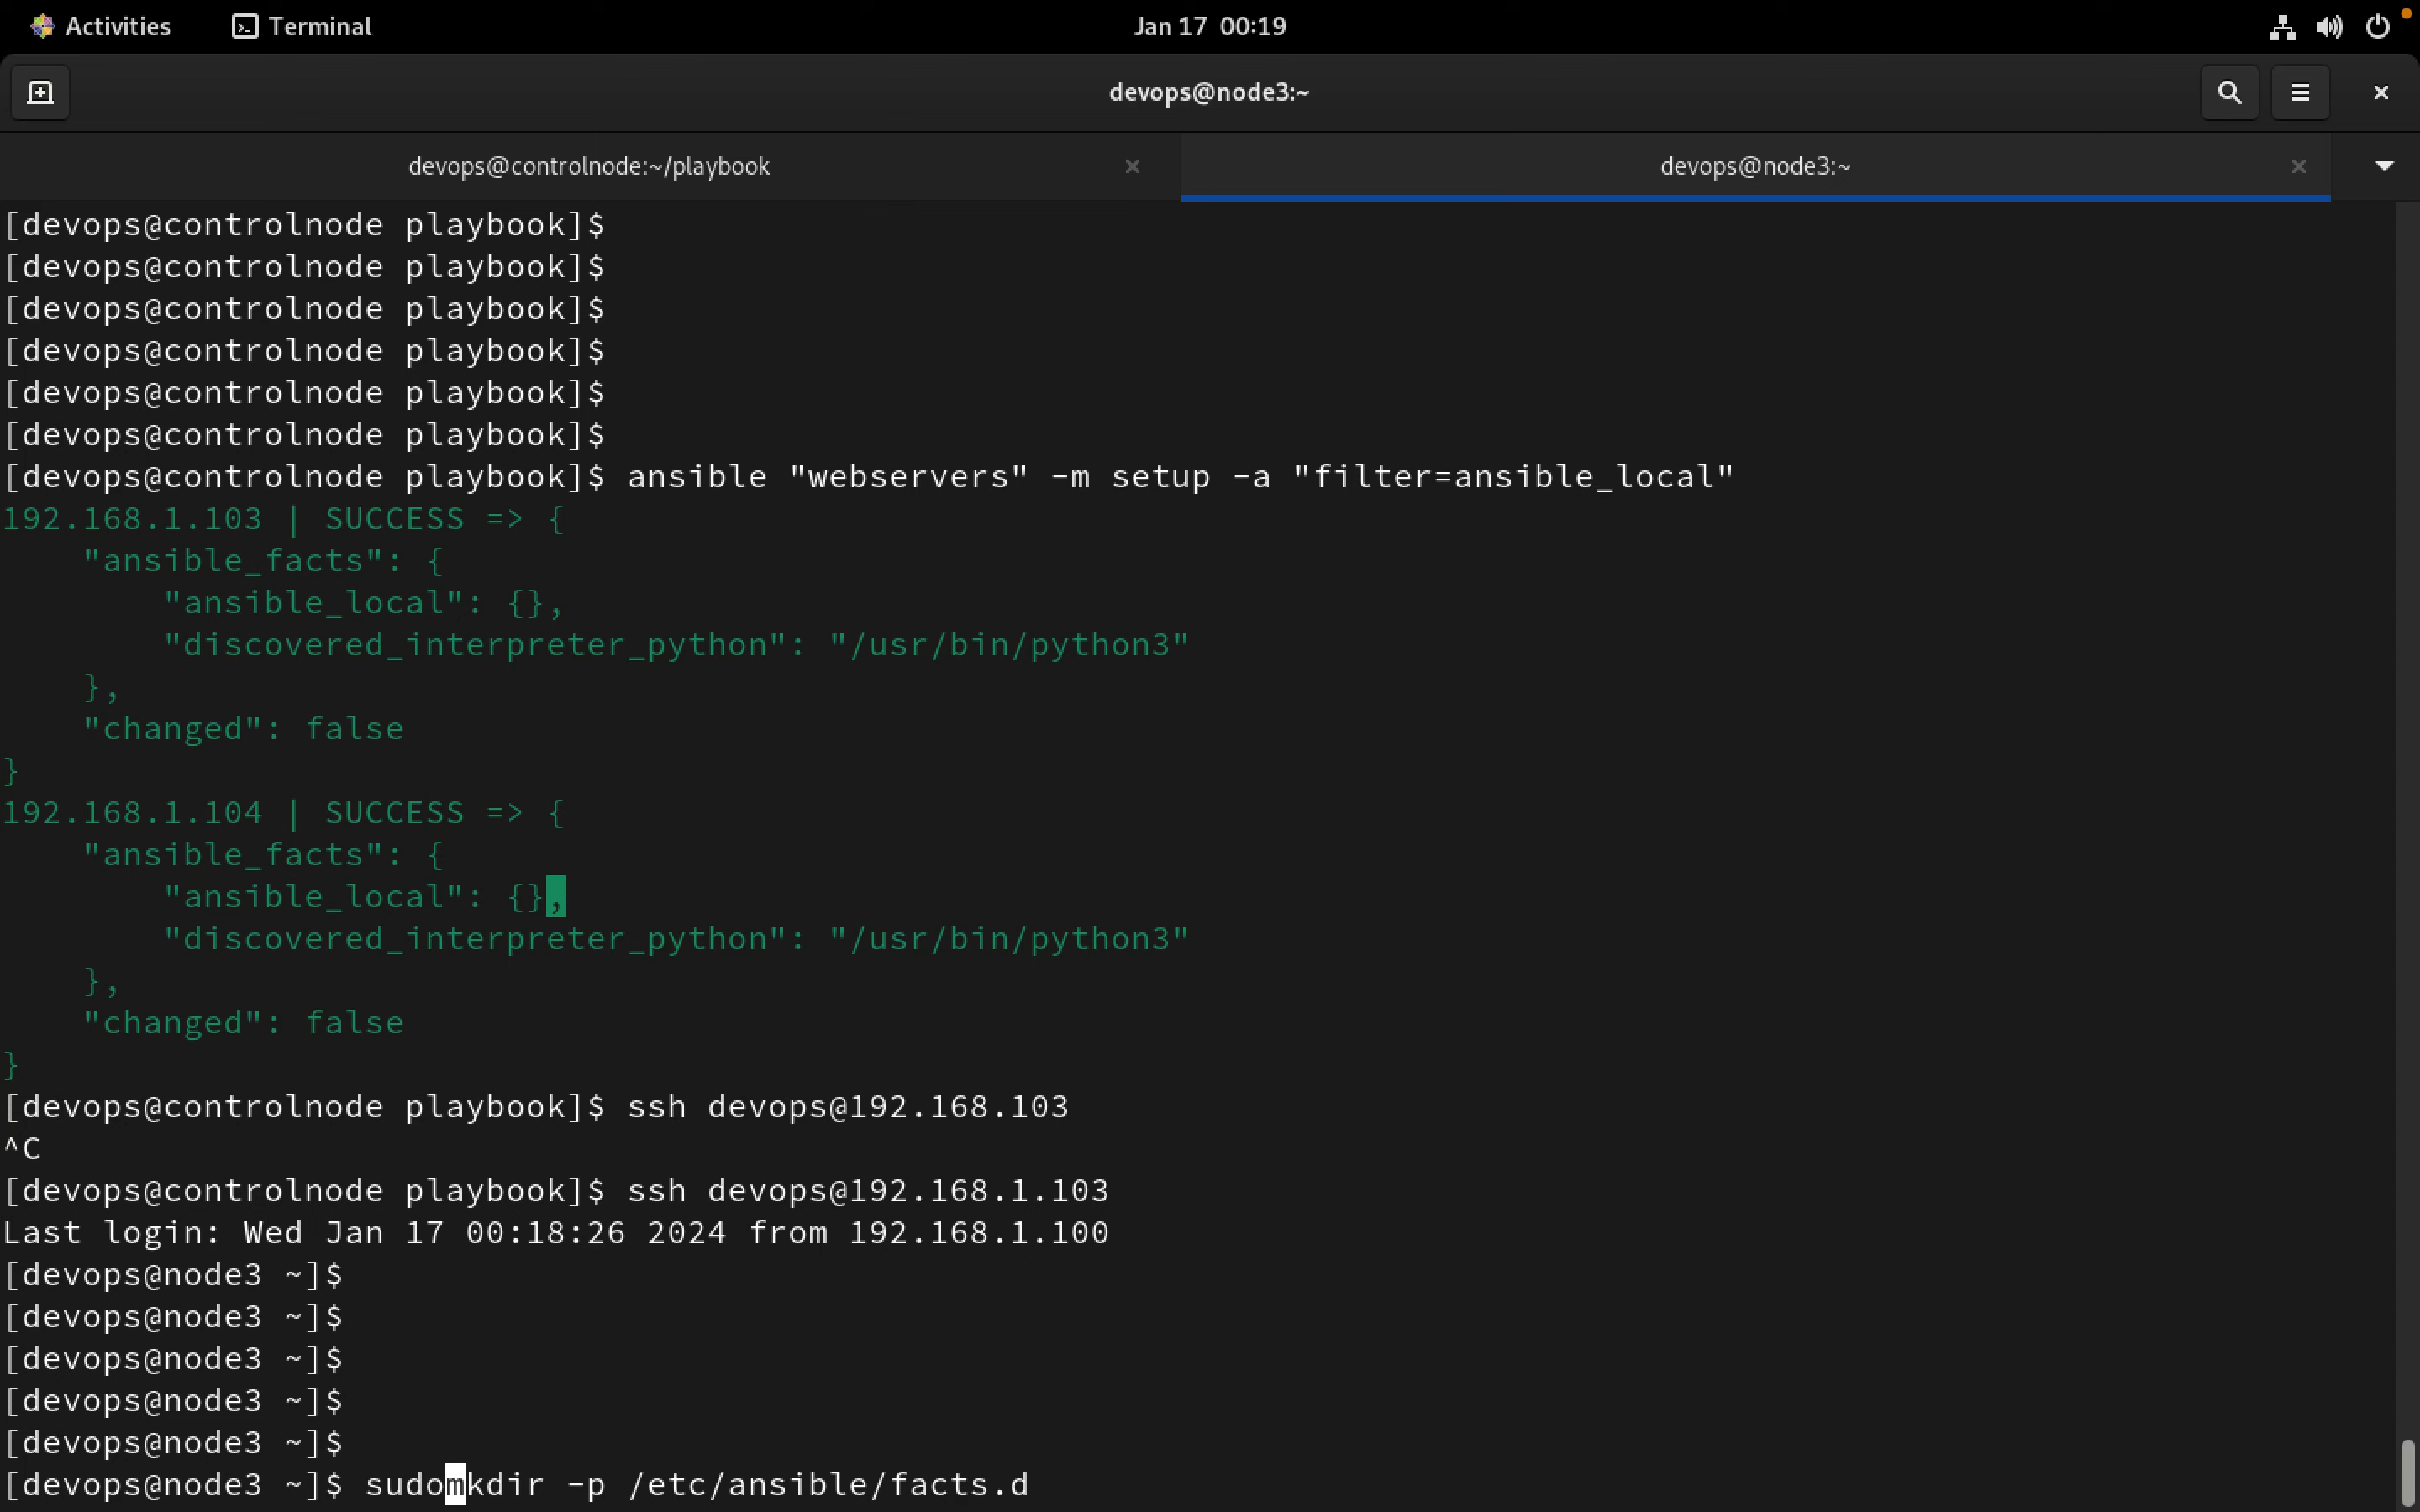 Activities Terminal Jan 17 00:19
devops@node3:~
devops@controlnode:~/playbook devops@node3:~
[devops@controlnode playbook]$
[devops@controlnode playbook]$
[devops@controlnode playbook]$
[devops@controlnode playbook]$
[devops@controlnode playbook]$
[devops@controlnode playbook]$
[devops@controlnode playbook]$ ansible "webservers" -m setup -a "filter=ansible_local"
192.168.1.103 | SUCCESS => {
    "ansible_facts": {
        "ansible_local": {},
        "discovered_interpreter_python": "/usr/bin/python3"
    },
    "changed": false
}
192.168.1.104 | SUCCESS => {
    "ansible_facts": {
        "ansible_local": {},
        "discovered_interpreter_python": "/usr/bin/python3"
    },
    "changed": false
}
[devops@controlnode playbook]$ ssh devops@192.168.103
^C
[devops@controlnode playbook]$ ssh devops@192.168.1.103
Last login: Wed Jan 17 00:18:26 2024 from 192.168.1.100
[devops@node3 ~]$
[devops@node3 ~]$
[devops@node3 ~]$
[devops@node3 ~]$
[devops@node3 ~]$
[devops@node3 ~]$ sudomkdir -p /etc/ansible/facts.d